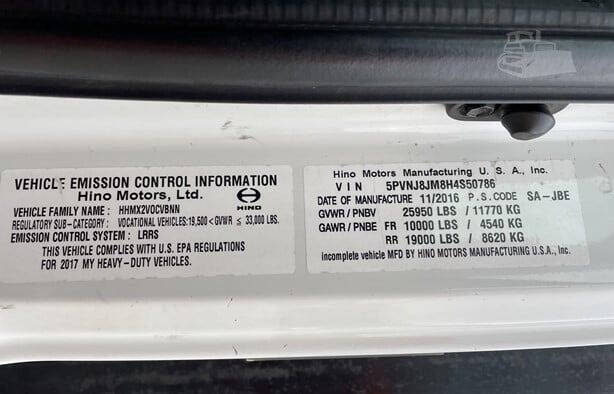 VEHICLE EMISSION CONTROL INFORMATION
Hino Motors, Ltd.
HINO
VEHICLE FAMILY NAME : HHMX2VOCVBNN
REGULATORY SUB-CATEGORY : VOCATIONAL VEHICLES:19,500 < GVWR ≤ 33,000 LBS.
EMISSION CONTROL SYSTEM : LRRS
THIS VEHICLE COMPLIES WITH U.S. EPA REGULATIONS
FOR 2017 MY HEAVY-DUTY VEHICLES.
Hino Motors Manufacturing U. S. A., Inc.
VIN 5PVNJ8JM8H4S50786
DATE OF MANUFACTURE 11/2016 P.S.CODE SA-JBE
GVWR / PNBV 25950 LBS / 11770 KG
GAWR / PNBE FR 10000 LBS / 4540 KG
RR 19000 LBS / 8620 KG
incomplete vehicle MFD BY HINO MOTORS MANUFACTURING U.S.A., Inc.